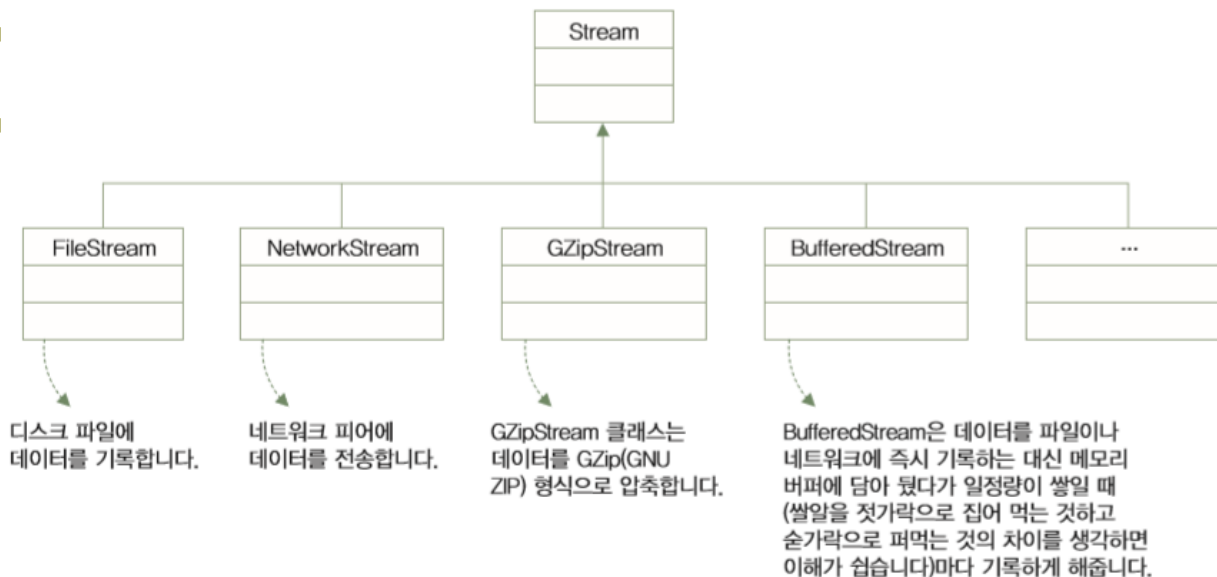 Stream
FileStream
NetworkStream
GZipStream
BufferedStream
...
디스크 파일에
데이터를 기록합니다.
네트워크 피어에
데이터를 전송합니다.
GZipStream 클래스는
데이터를 GZip(GNU
ZIP) 형식으로 압축합니다.
BufferedStream은 데이터를 파일이나
네트워크에 즉시 기록하는 대신 메모리
버퍼에 담아 뒀다가 일정량이 쌓일 때
(쌀알을 젓가락으로 집어 먹는 것하고
숟가락으로 퍼먹는 것의 차이를 생각하면
이해가 쉽습니다)마다 기록하게 해줍니다.